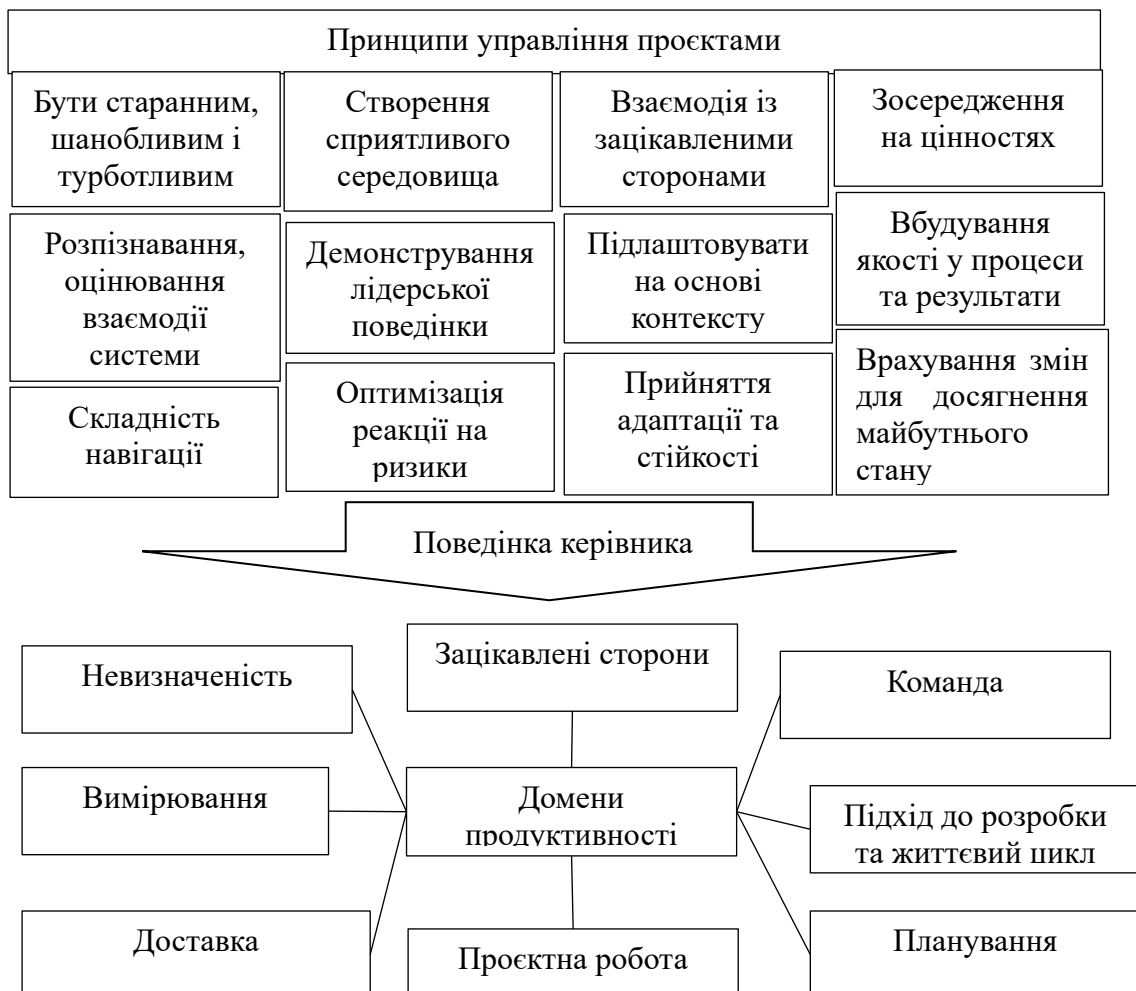 Принципи управління проєктами
Бути старанним,
шанобливим і
турботливим
Створення
сприятливого
середовища
Взаємодія із
зацікавленими
сторонами
Зосередження
на цінностях
Розпізнавання,
оцінювання
взаємодії
системи
Демонстрування
лідерської
поведінки
Підлаштовувати
на основі
контексту
Вбудування
якості у процеси
та результати
Складність
навігації
Оптимізація
реакції на
ризики
Прийняття
адаптації та
стійкості
Врахування змін
для досягнення
майбутнього
стану
Поведінка керівника
Невизначеність
Зацікавлені сторони
Команда
Вимірювання
Домени
продуктивності
Підхід до розробки
та життєвий цикл
Доставка
Проєктна робота
Планування